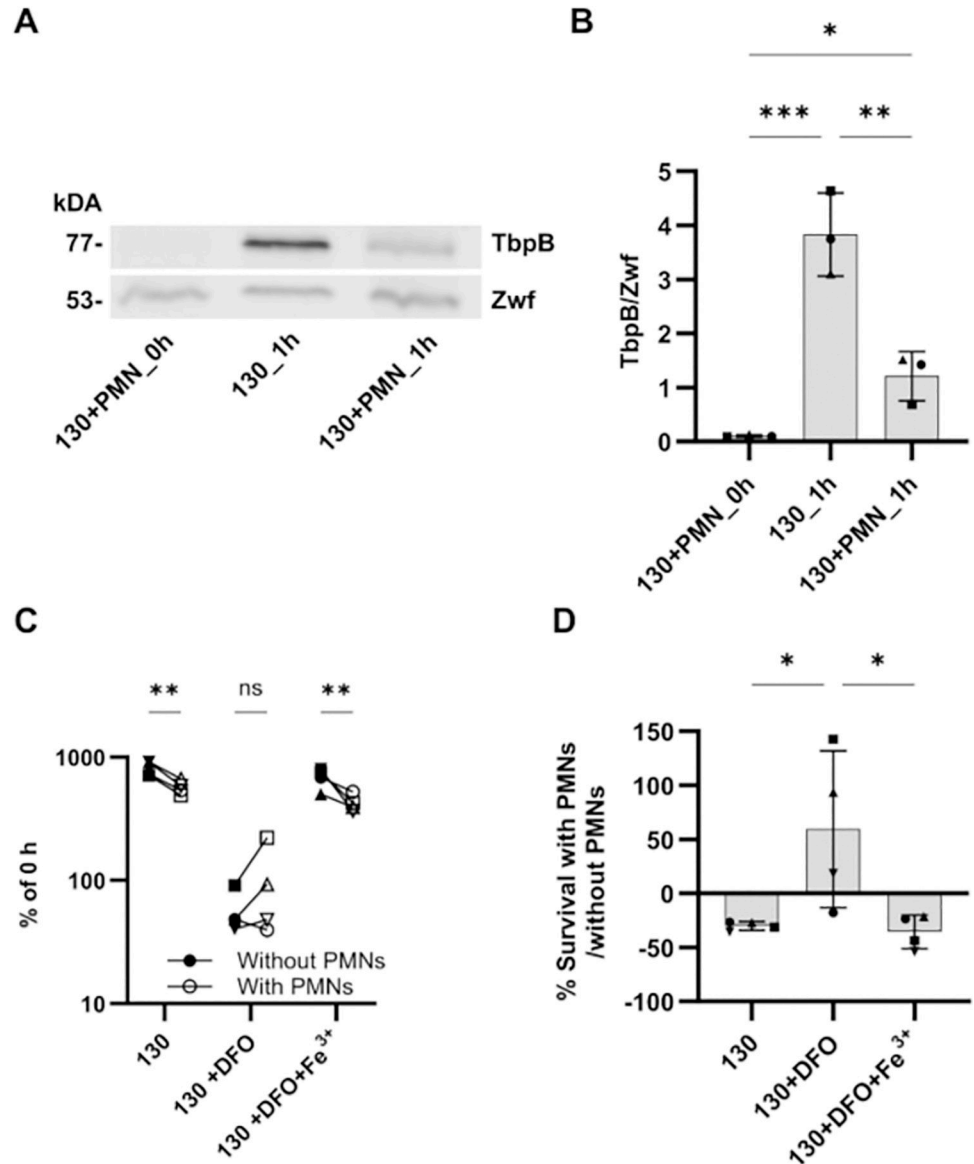 A
kDA
77-
TbpB
53-
Zwf
130+PMN_0h
130_1h
130+PMN_1h
B
*
***
**
TbpB/Zwf
5
4
3
2
1
0
130+PMN_0h
130_1h
130+PMN_1h
C
**
ns
**
% of 0 h
1000
100
10
Without PMNs
With PMNs
130
130 +DFO
130 +DFO+Fe³⁺
D
*
*
% Survival with PMNs
/without PMNs
150
100
50
0
-50
-100
130
130+DFO
130+DFO+Fe³⁺